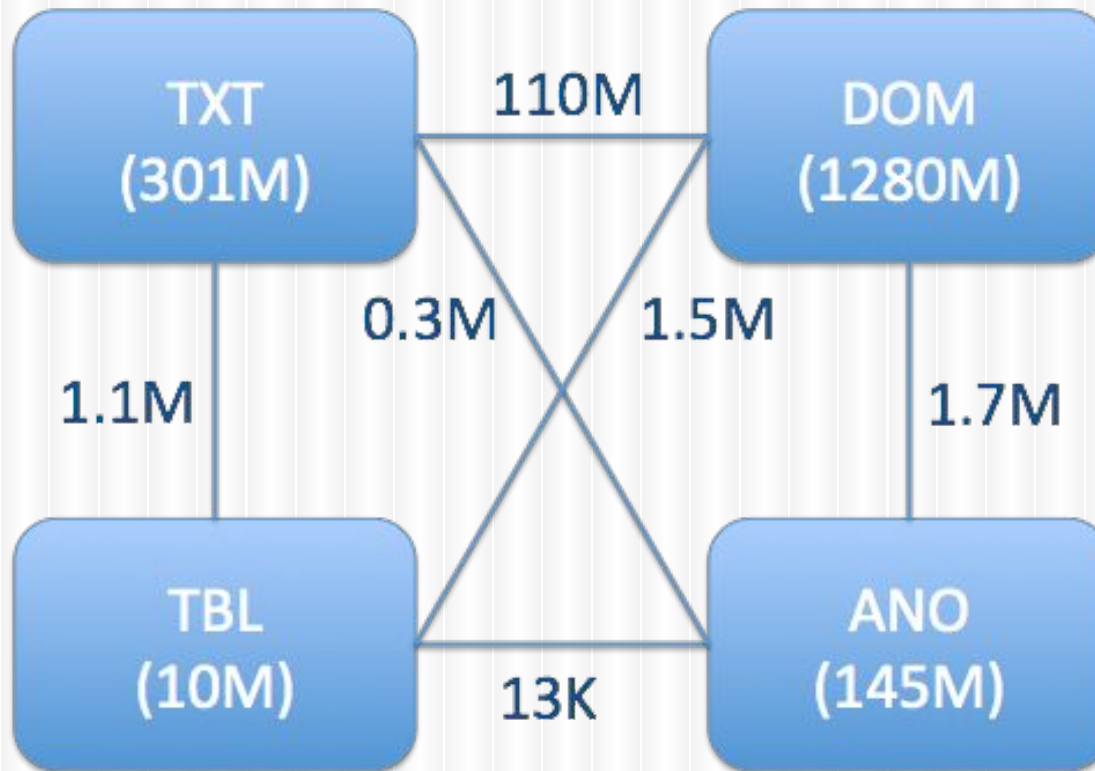 TXT
(301M)
110M
DOM
(1280M)
0.3M
1.5M
1.1M
1.7M
TBL
(10M)
13K
ANO
(145M)